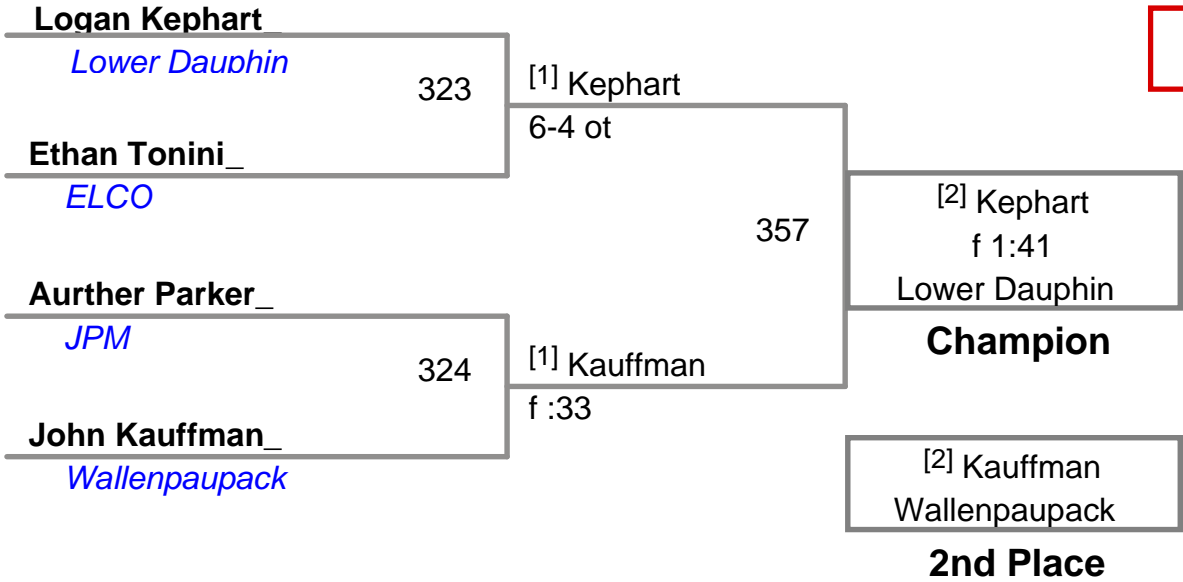 Logan Kephart_
Lower Dauphin
323
[1] Kephart
6-4 ot
Ethan Tonini_
ELCO
357
[2] Kephart
f 1:41
Lower Dauphin
Champion
Aurther Parker_
JPM
324
[1] Kauffman
f :33
John Kauffman_
Wallenpaupack
[2] Kauffman
Wallenpaupack
2nd Place